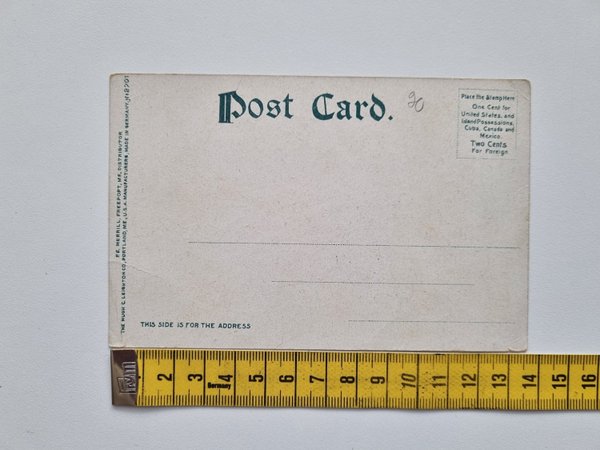 Post Card.
20
Place the Stamp Here
One Cent for
United States, and
Island Possessions,
Cuba, Canada and
Mexico.
Two Cents
For Foreign.
P.E. MERRILL, FREEPORT, ME, DISTRIBUTOR
THE HUGH C. LEIGHTON CO., PORTLAND, ME., U.S.A. MANUFACTURERS, MADE IN GERMANY,
THIS SIDE IS FOR THE ADDRESS
2 3 4 5 6 7 8 9 10 11 12 13 14 15 16
Germany